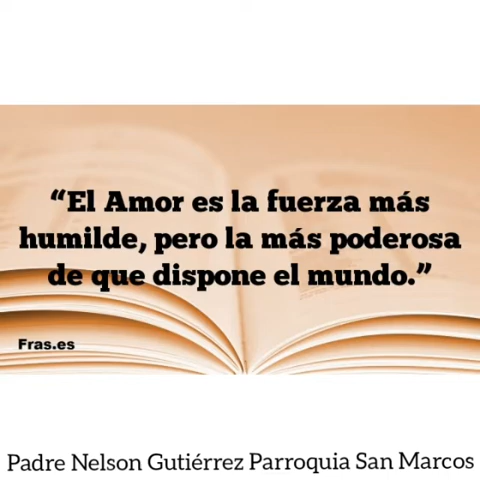 “El Amor es la fuerza más
humilde, pero la más poderosa
de que dispone el mundo.”
Fras.es
Padre Nelson Gutiérrez Parroquia San Marcos